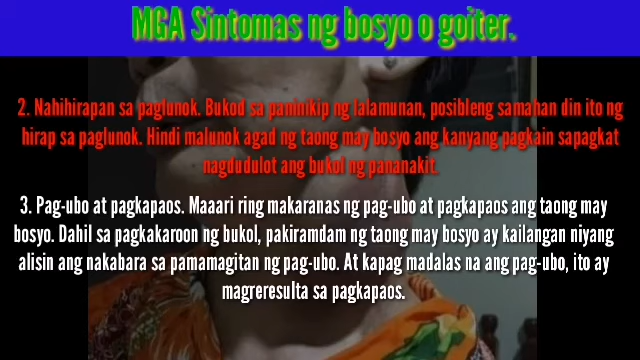 MGA Sintomas ng bosyo o goiter.
2. Nahihirapan sa paglunok. Bukod sa paninikip ng lalamunan, posibleng samahan din ito ng
hirap sa paglunok. Hindi malunok agad ng taong may bosyo ang kanyang pagkain sapagkat
nagdudulot ang bukol ng pananakit.
3. Pag-ubo at pagkapaos. Maaari ring makaranas ng pag-ubo at pagkapaos ang taong may
bosyo. Dahil sa pagkakaroon ng bukol, pakiramdam ng taong may bosyo ay kailangan niyang
alisin ang nakabara sa pamamagitan ng pag-ubo. At kapag madalas na ang pag-ubo, ito ay
magreresulta sa pagkapaos.